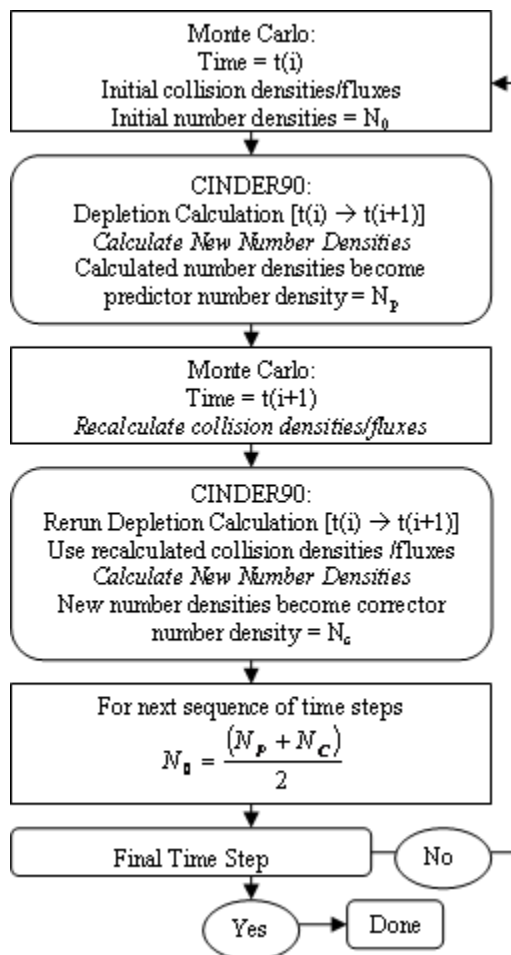 Monte Carlo:
Time = t(i)
Initial collision densities/fluxes
Initial number densities = N₀
CINDER90:
Depletion Calculation [t(i) → t(i+1)]
Calculate New Number Densities
Calculated number densities become
predictor number density = Nₚ
Monte Carlo:
Time = t(i+1)
Recalculate collision densities/fluxes
CINDER90:
Rerun Depletion Calculation [t(i) → t(i+1)]
Use recalculated collision densities /fluxes
Calculate New Number Densities
New number densities become corrector
number density = N_c
For next sequence of time steps
N₀ = (N_P + N_C) / 2
Final Time Step
No
Yes
Done